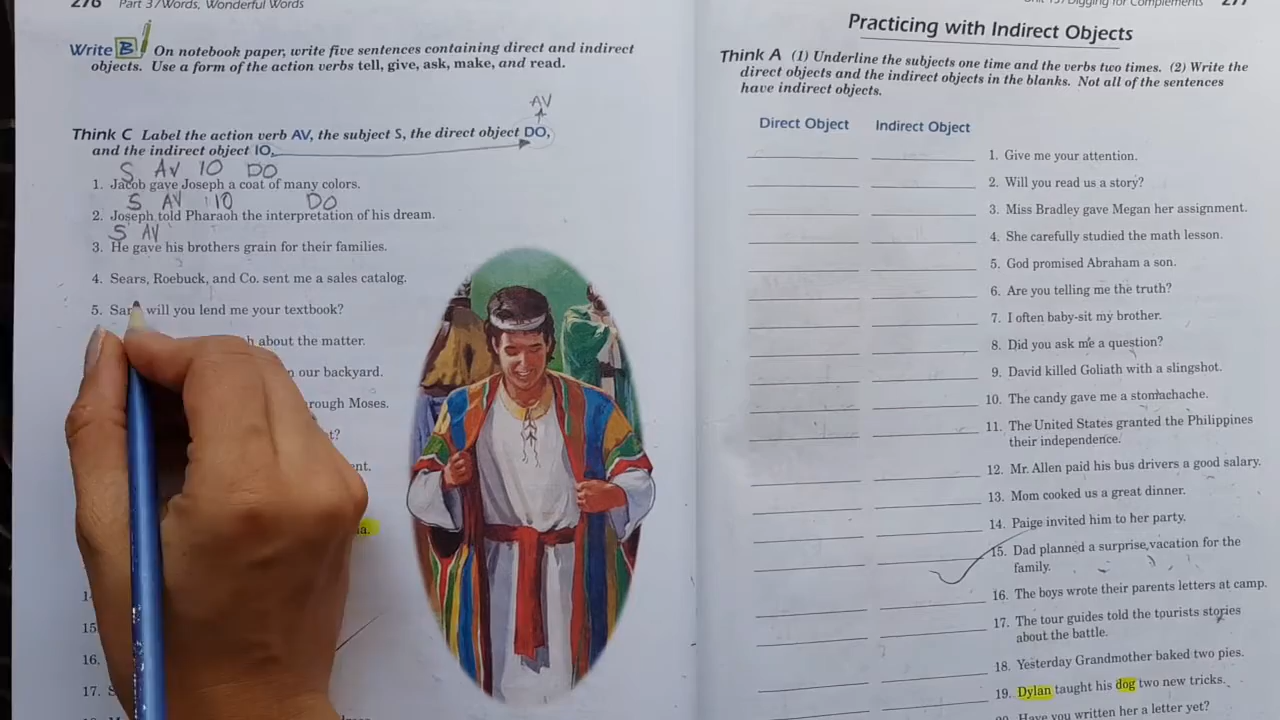 276 Part 3/Words, Wonderful Words
Write B On notebook paper, write five sentences containing direct and indirect
objects. Use a form of the action verbs tell, give, ask, make, and read.
AV
Think C Label the action verb AV, the subject S, the direct object DO,
and the indirect object IO.
S AV IO DO
1. Jacob gave Joseph a coat of many colors.
S AV IO DO
2. Joseph told Pharaoh the interpretation of his dream.
S AV
3. He gave his brothers grain for their families.
4. Sears, Roebuck, and Co. sent me a sales catalog.
5. will you lend me your textbook?
about the matter.
our backyard.
Moses.
15
16.
17. S
Digging for Complements 277
Practicing with Indirect Objects
Think A (1) Underline the subjects one time and the verbs two times. (2) Write the
direct objects and the indirect objects in the blanks. Not all of the sentences
have indirect objects.
Direct Object Indirect Object
1. Give me your attention.
2. Will you read us a story?
3. Miss Bradley gave Megan her assignment.
4. She carefully studied the math lesson.
5. God promised Abraham a son.
6. Are you telling me the truth?
7. I often baby-sit my brother.
8. Did you ask me a question?
9. David killed Goliath with a slingshot.
10. The candy gave me a stomachache.
11. The United States granted the Philippines
their independence.
12. Mr. Allen paid his bus drivers a good salary.
13. Mom cooked us a great dinner.
14. Paige invited him to her party.
15. Dad planned a surprise vacation for the
family.
16. The boys wrote their parents letters at camp.
17. The tour guides told the tourists stories
about the battle.
18. Yesterday Grandmother baked two pies.
19. Dylan taught his dog two new tricks.
20. Have you written her a letter yet?